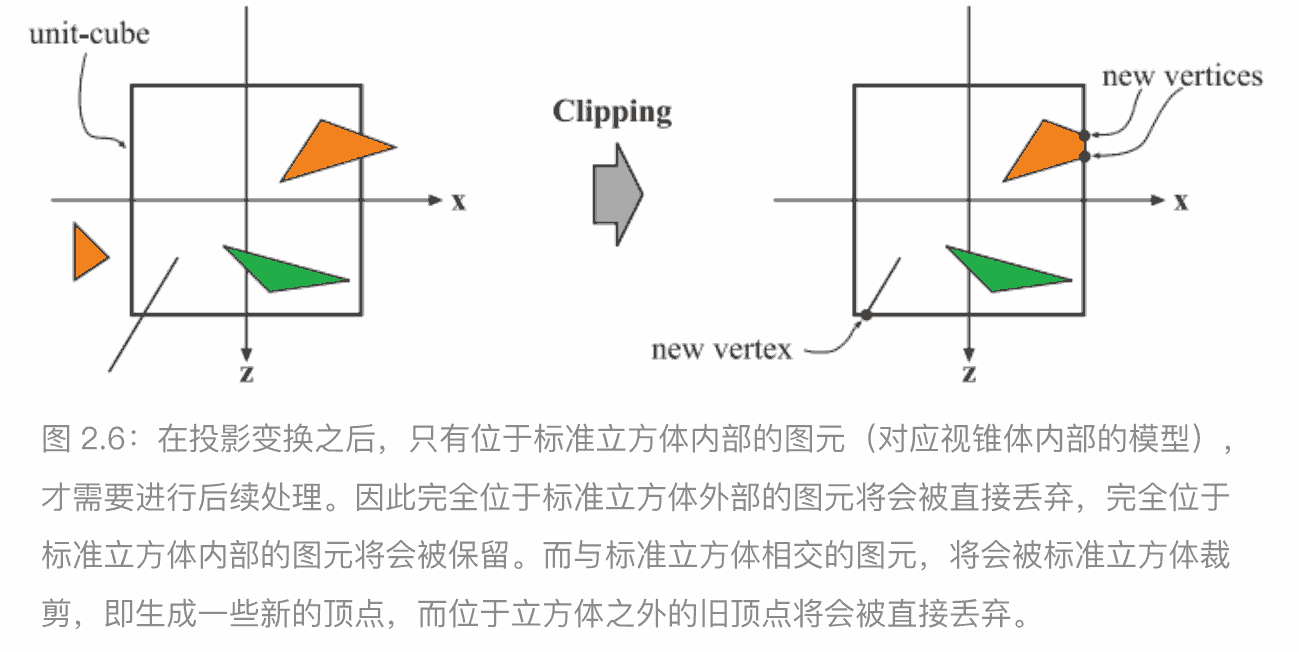 unit-cube
x
z
Clipping
new vertices
x
new vertex
z
图 2.6：在投影变换之后，只有位于标准立方体内部的图元（对应视锥体内部的模型），
才需要进行后续处理。因此完全位于标准立方体外部的图元将会被直接丢弃，完全位于
标准立方体内部的图元将会被保留。而与标准立方体相交的图元，将会被标准立方体裁
剪，即生成一些新的顶点，而位于立方体之外的旧顶点将会被直接丢弃。